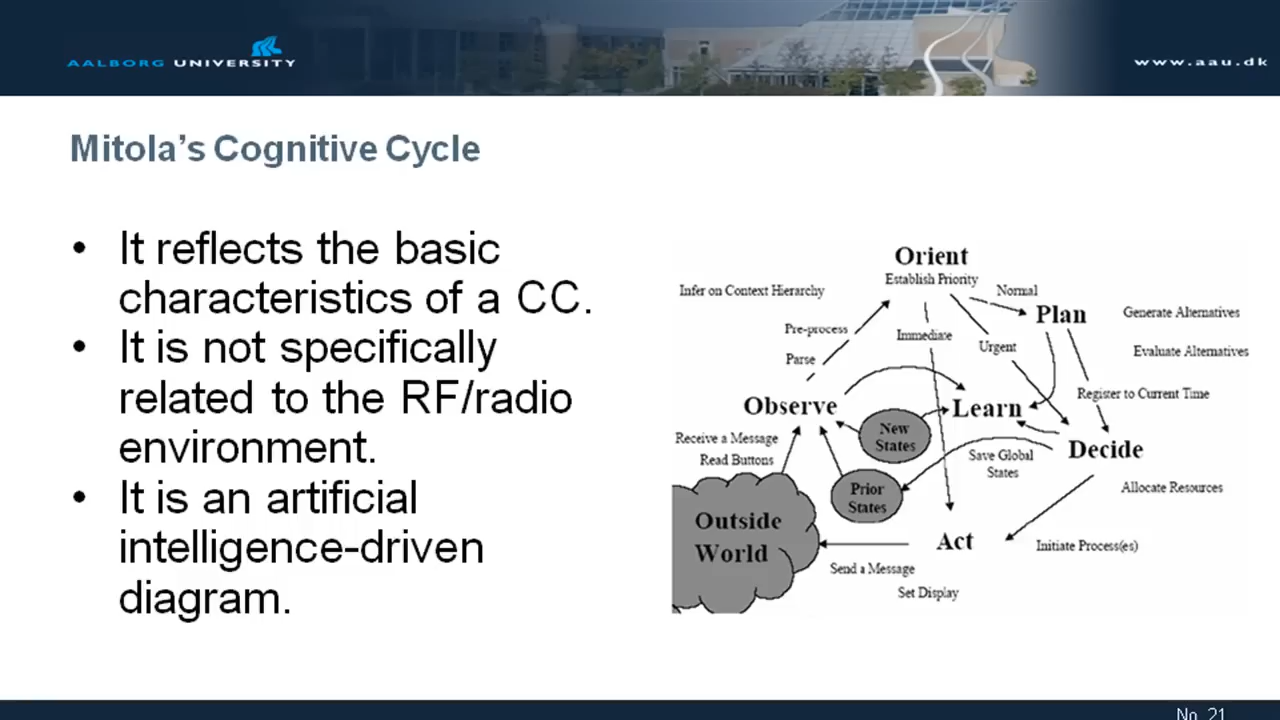 AALBORG UNIVERSITY
www.aau.dk
Mitola's Cognitive Cycle
• It reflects the basic
characteristics of a CC.
• It is not specifically
related to the RF/radio
environment.
• It is an artificial
intelligence-driven
diagram.
Orient
Establish Priority
Infer on Context Hierarchy
Normal
Plan
Generate Alternatives
Pre-process
Immediate
Urgent
Evaluate Alternatives
Parse
Register to Current Time
Observe
Learn
New
States
Receive a Message
Read Buttons
Decide
Save Global
States
Prior
States
Allocate Resources
Outside
World
Act
Initiate Process(es)
Send a Message
Set Display
No. 21